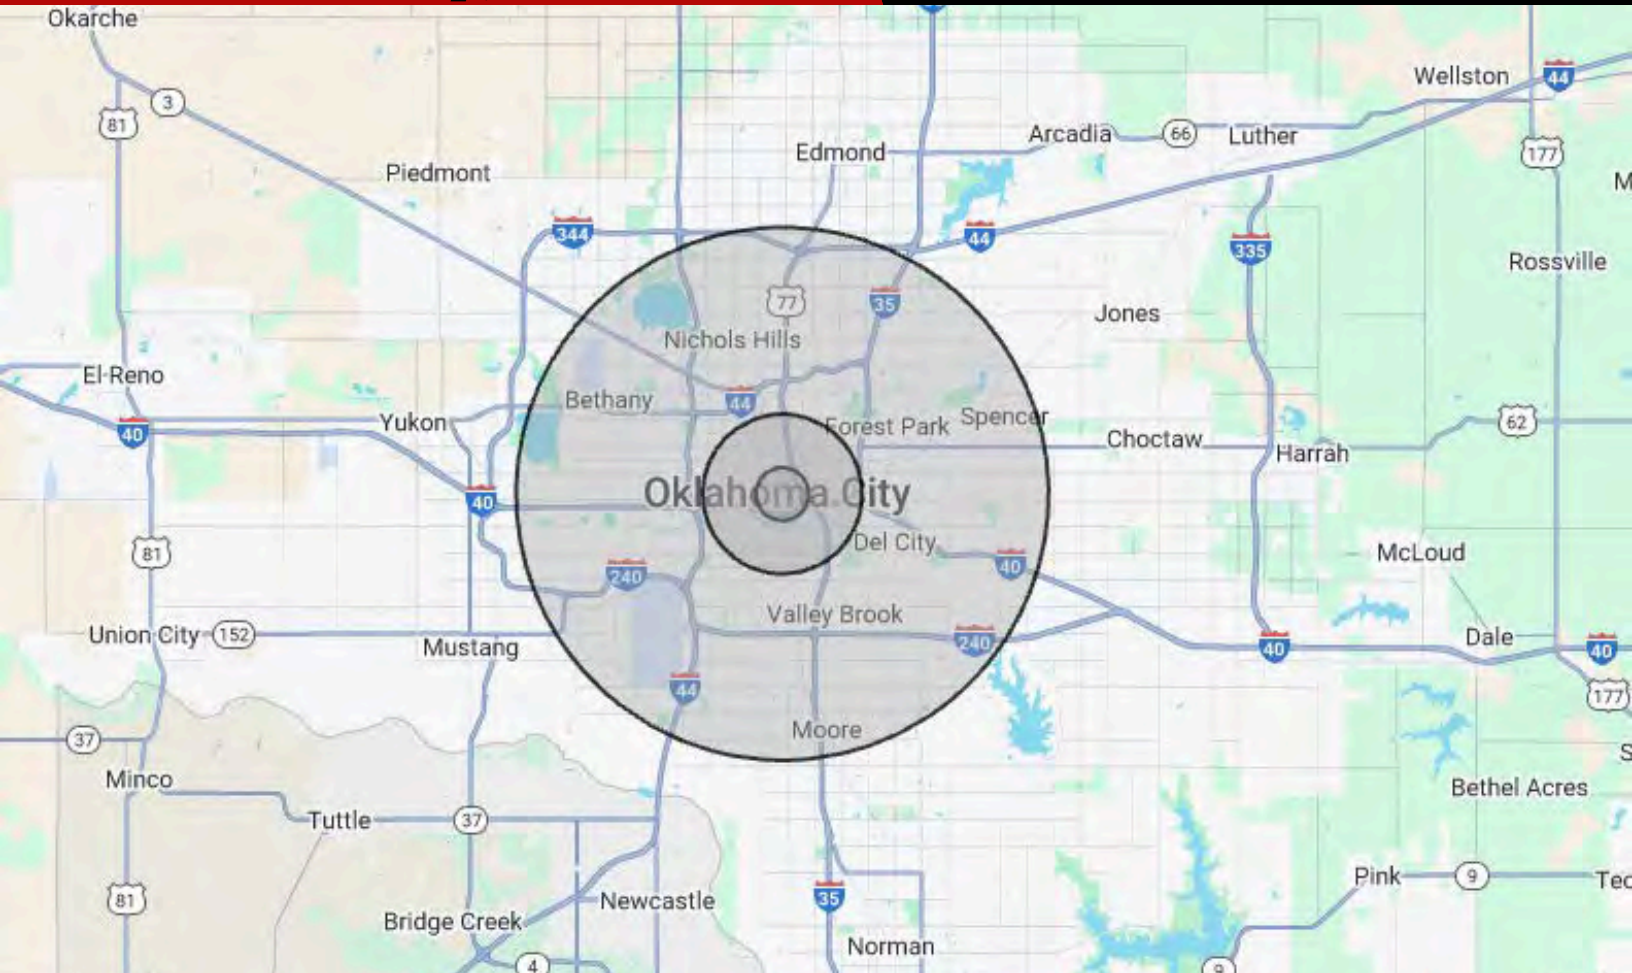 Okarche
Wellston
44
3
81
Arcadia
66
Luther
Edmond
177
Piedmont
M
344
44
335
Rossville
77
35
Jones
Nichols Hills
El Reno
Bethany
44
Spencer
Yukon
Forest Park
62
40
Choctaw
Harrah
Oklahoma City
40
Del City
McLoud
81
40
240
Valley Brook
Union City
152
240
Dale
Mustang
40
40
44
177
Moore
37
S
Minco
Bethel Acres
Tuttle
37
Pink
9
Tec
81
35
Newcastle
Bridge Creek
Norman
4
9